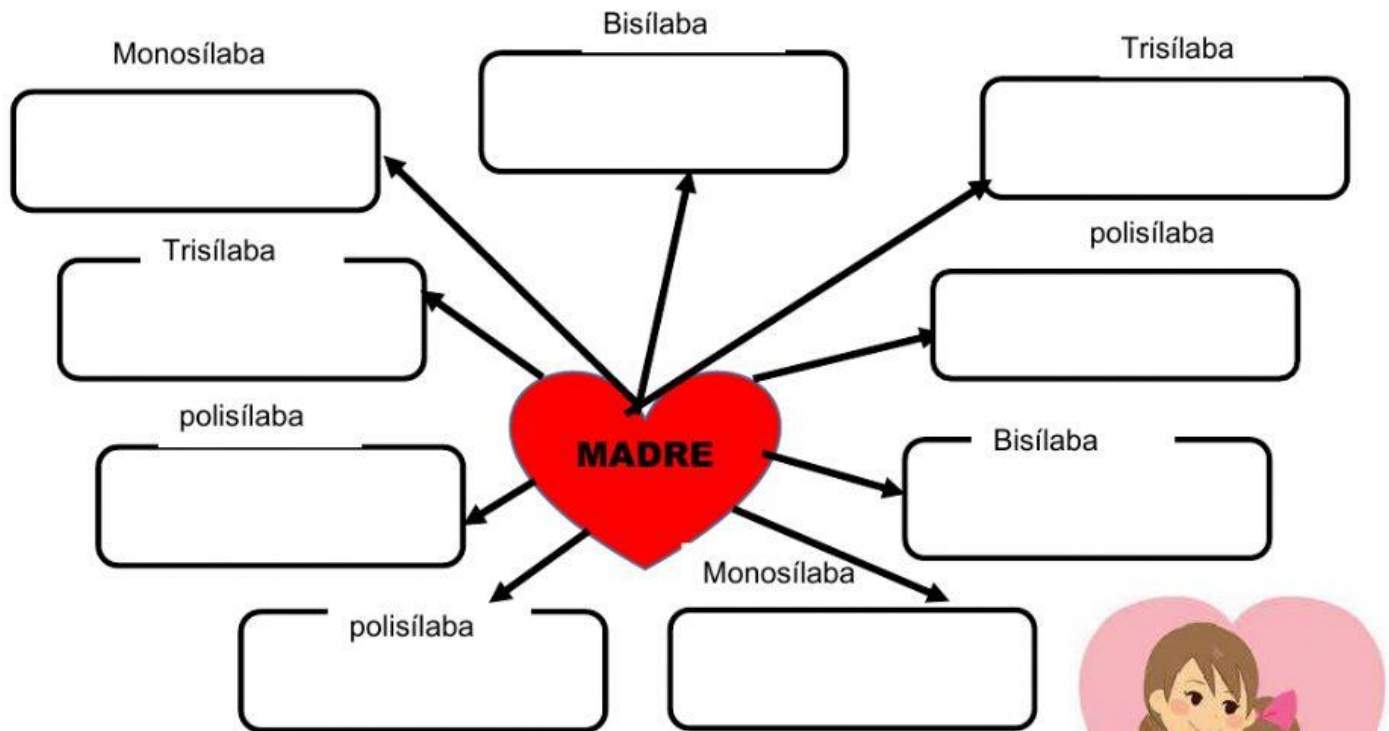 Bisílaba
Monosílaba
Trisílaba
Trisílaba
polisílaba
polisílaba
Bisílaba
MADRE
Monosílaba
polisílaba